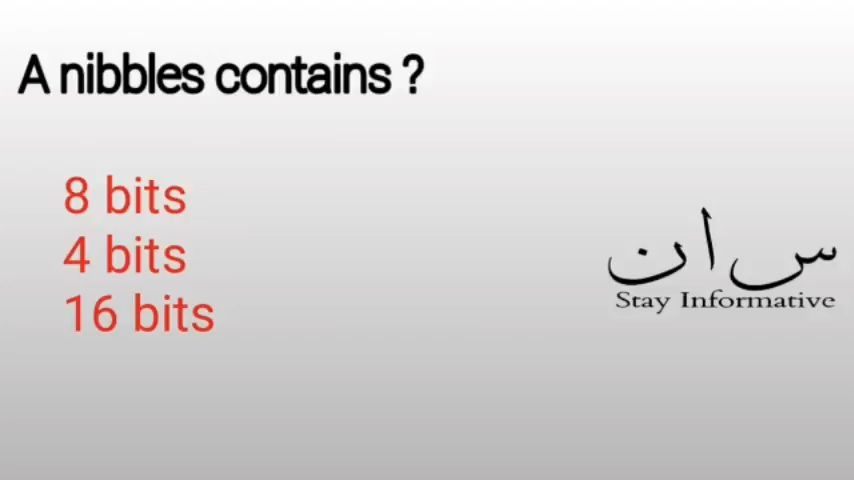 A nibbles contains ?
8 bits
4 bits
16 bits
س ا ن
Stay Informative